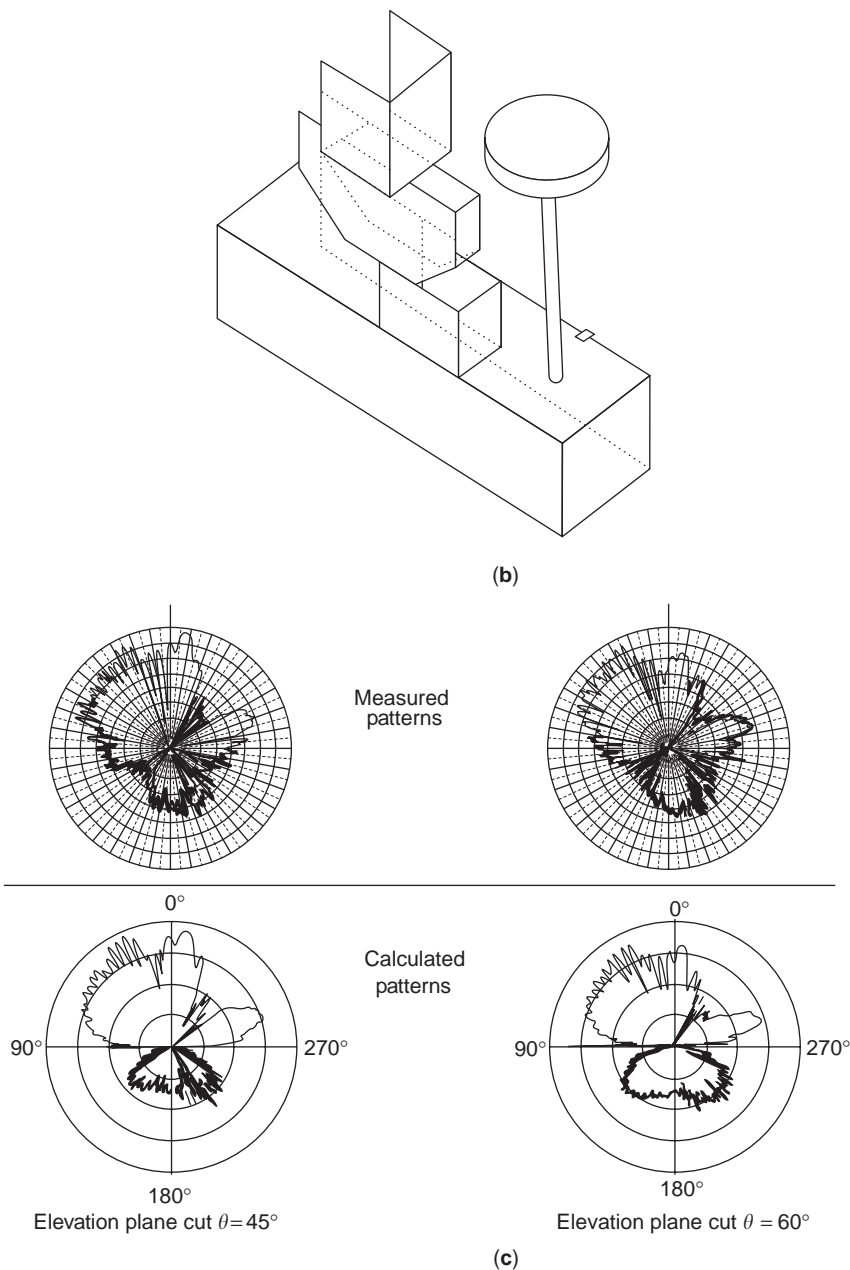 (b)
Measured
patterns
0°
0°
Calculated
patterns
90°
270°
90°
270°
180°
180°
Elevation plane cut θ = 45°
Elevation plane cut θ = 60°
(c)